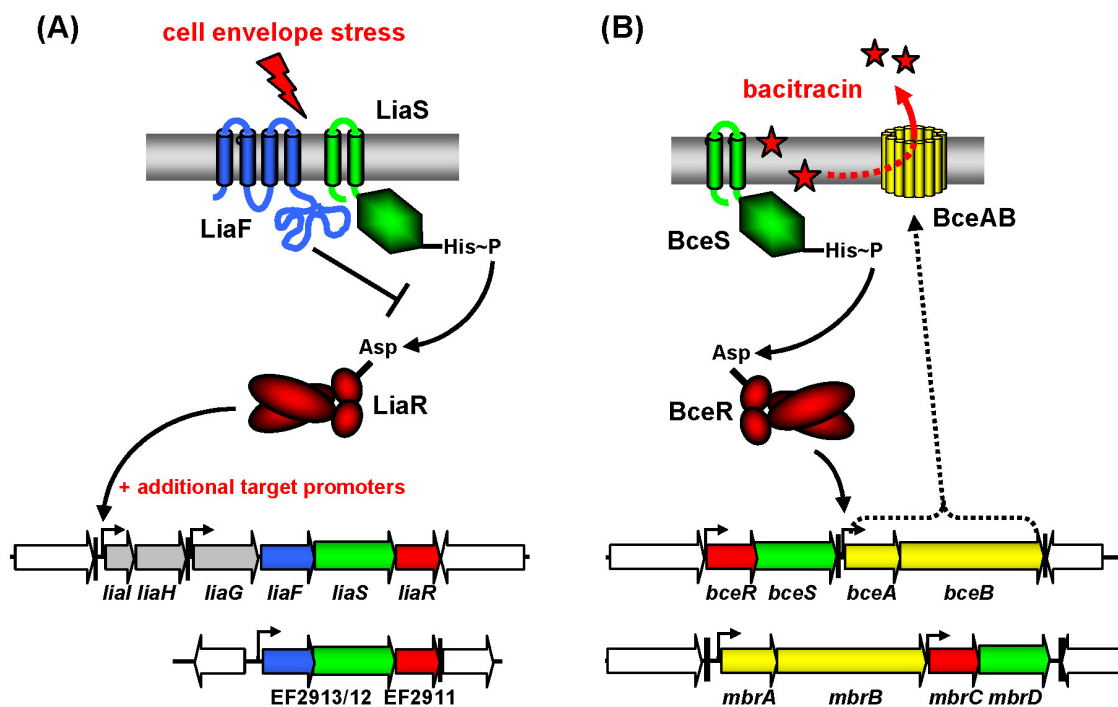 (A)
cell envelope stress
LiaS
LiaF
His~P
Asp
LiaR
+ additional target promoters
liaI liaH liaG liaF liaS liaR
EF2913/12 EF2911
(B)
bacitracin
BceS
BceAB
His~P
Asp
BceR
bceR bceS bceA bceB
mbrA mbrB mbrC mbrD